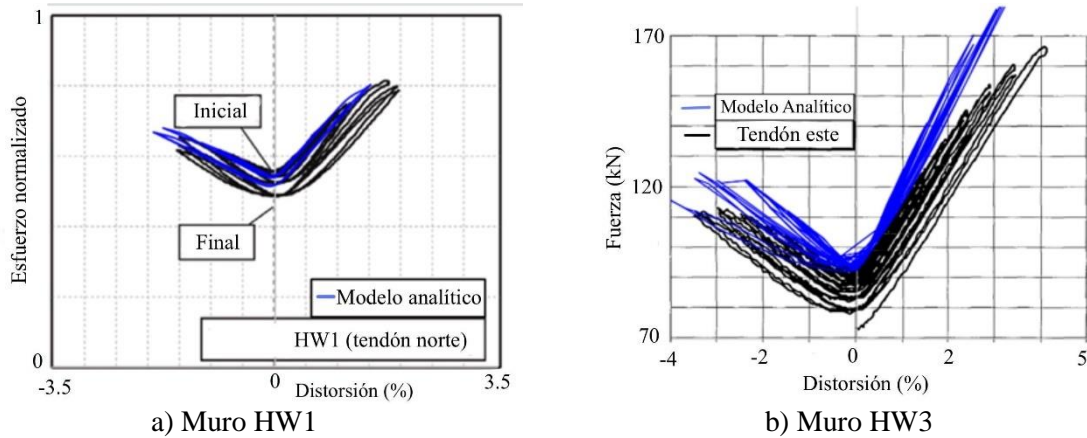 1
Esfuerzo normalizado
Inicial
Final
Modelo analítico
HW1 (tendón norte)
0
-3.5
0
Distorsión (%)
3.5
a) Muro HW1
170
Modelo Analítico
Tendón este
Fuerza (kN)
120
70
-4
-2
0
2
5
Distorsión (%)
b) Muro HW3